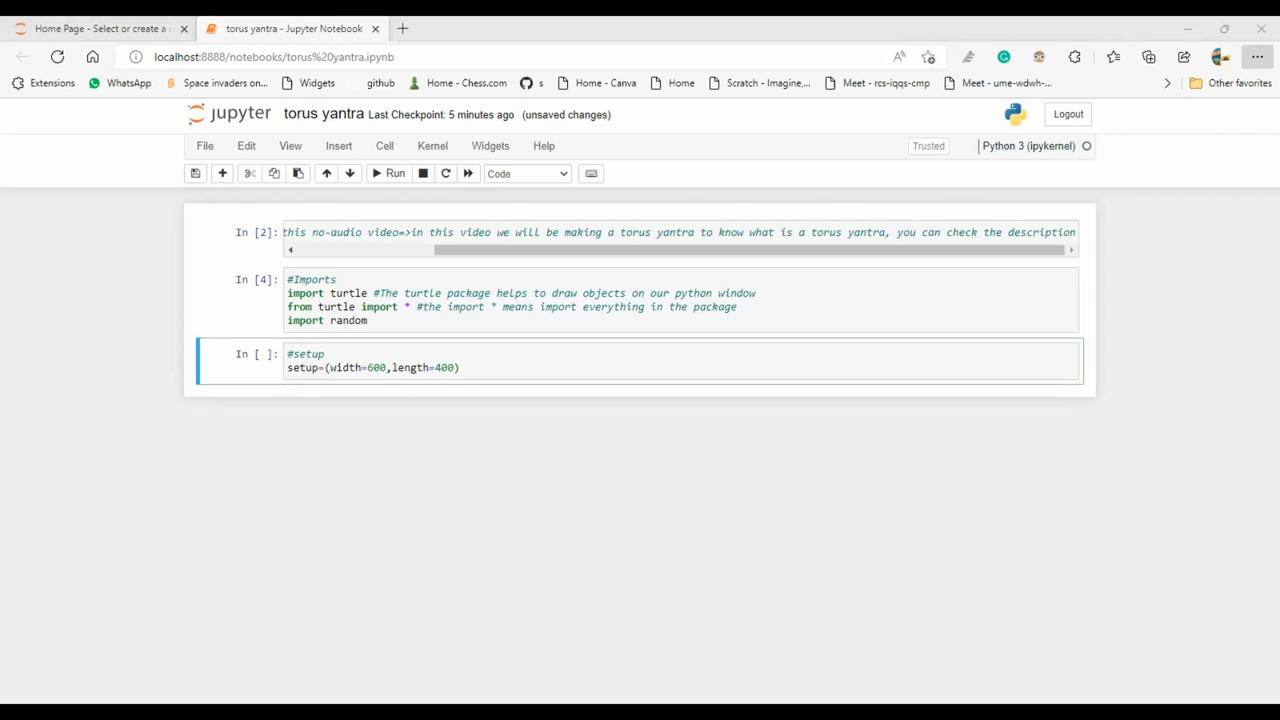 Home Page - Select or create a n
torus yantra - Jupyter Notebook
localhost:8888/notebooks/torus%20yantra.ipynb
Extensions WhatsApp Space invaders on... Widgets github Home - Chess.com s Home - Canva Home Scratch - Imagine,... Meet - rcs-iqqs-cmp Meet - ume-wdwh-... Other favorites
jupyter torus yantra Last Checkpoint: 5 minutes ago (unsaved changes) Logout
File Edit View Insert Cell Kernel Widgets Help Trusted Python 3 (ipykernel)
Run Code
In [2]: this no-audio video=>in this video we will be making a torus yantra to know what is a torus yantra, you can check the description
In [4]: #Imports
import turtle #The turtle package helps to draw objects on our python window
from turtle import * #the import * means import everything in the package
import random
In [ ]: #setup
setup=(width=600,length=400)